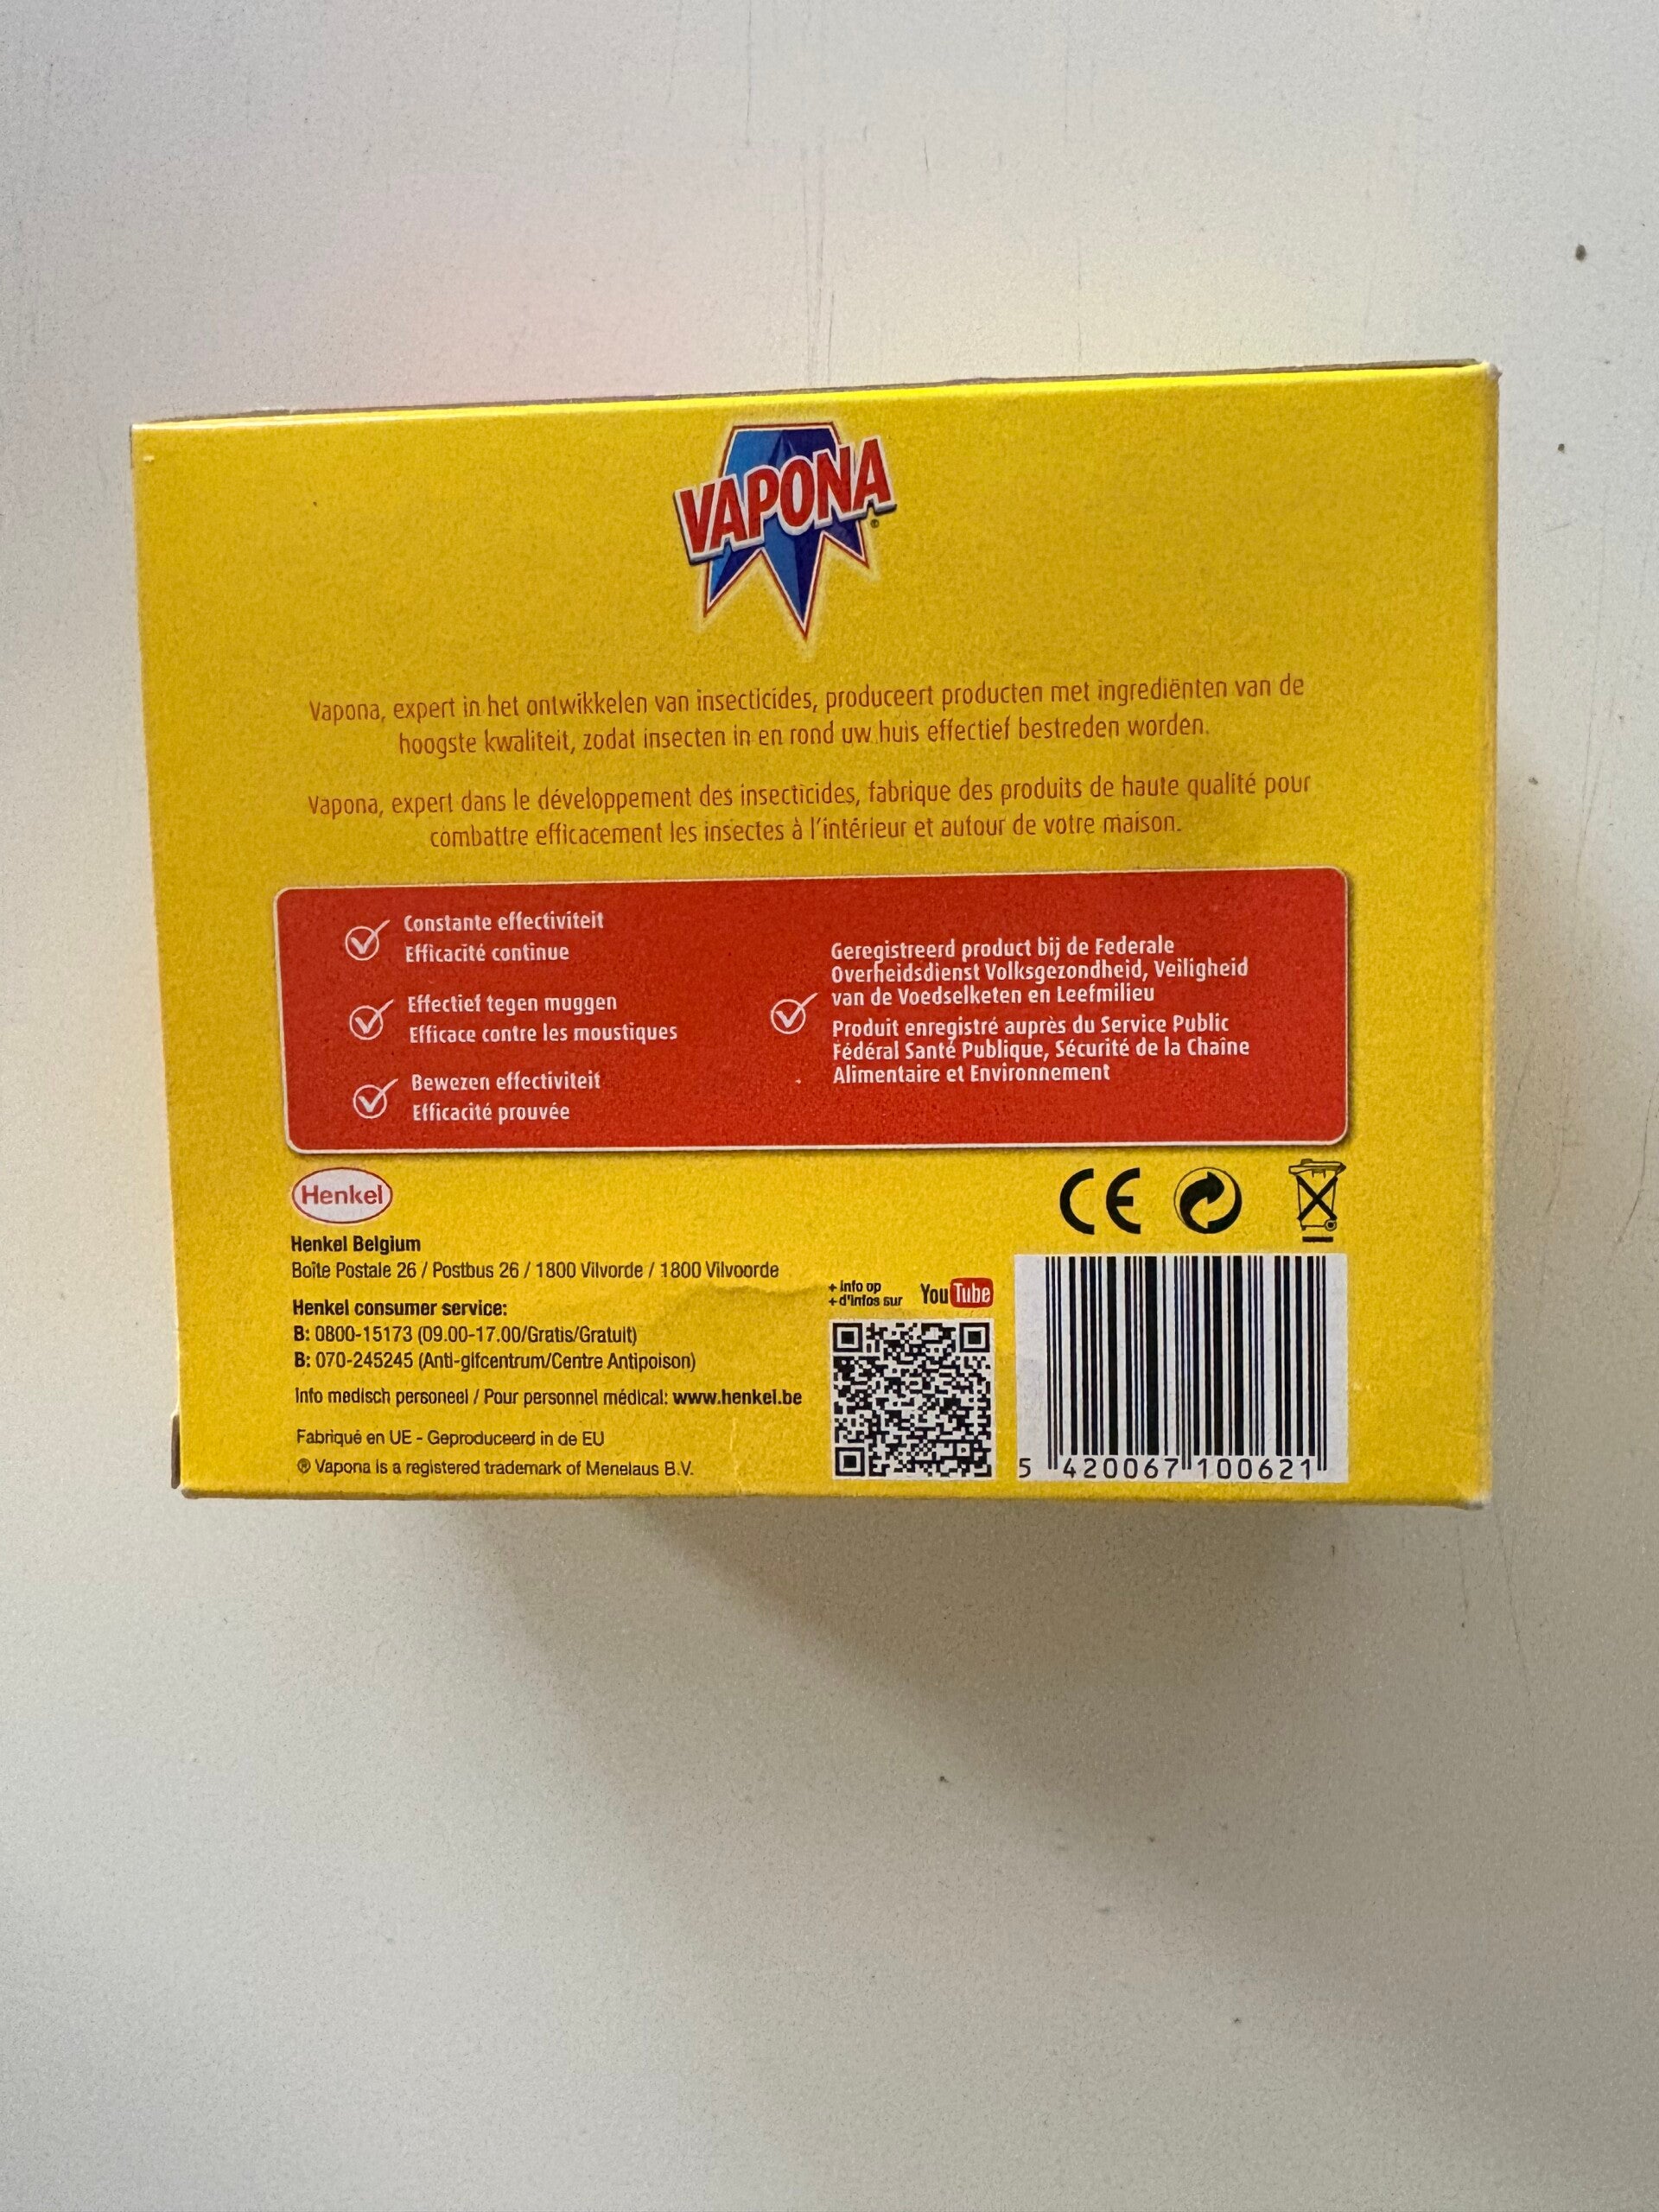 VAPONA®
Vapona, expert in het ontwikkelen van insecticides, produceert producten met ingrediënten van de
hoogste kwaliteit, zodat insecten in en rond uw huis effectief bestreden worden.
Vapona, expert dans le développement des insecticides, fabrique des produits de haute qualité pour
combattre efficacement les insectes à l'intérieur et autour de votre maison.
Constante effectiviteit
Efficacité continue
Effectief tegen muggen
Efficace contre les moustiques
Bewezen effectiviteit
Efficacité prouvée
Geregistreerd product bij de Federale
Overheidsdienst Volksgezondheid, Veiligheid
van de Voedselketen en Leefmilieu
Produit enregistré auprès du Service Public
Fédéral Santé Publique, Sécurité de la Chaîne
Alimentaire et Environnement
Henkel
Henkel Belgium
Boîte Postale 26 / Postbus 26 / 1800 Vilvorde / 1800 Vilvoorde
Henkel consumer service:
B: 0800-15173 (09.00-17.00/Gratis/Gratuit)
B: 070-245245 (Anti-gifcentrum/Centre Antipoison)
Info medisch personeel / Pour personnel médical: www.henkel.be
Fabriqué en UE - Geproduceerd in de EU
® Vapona is a registered trademark of Menelaus B.V.
+ info op
+ d'infos sur
YouTube
CE
5 420067 100621